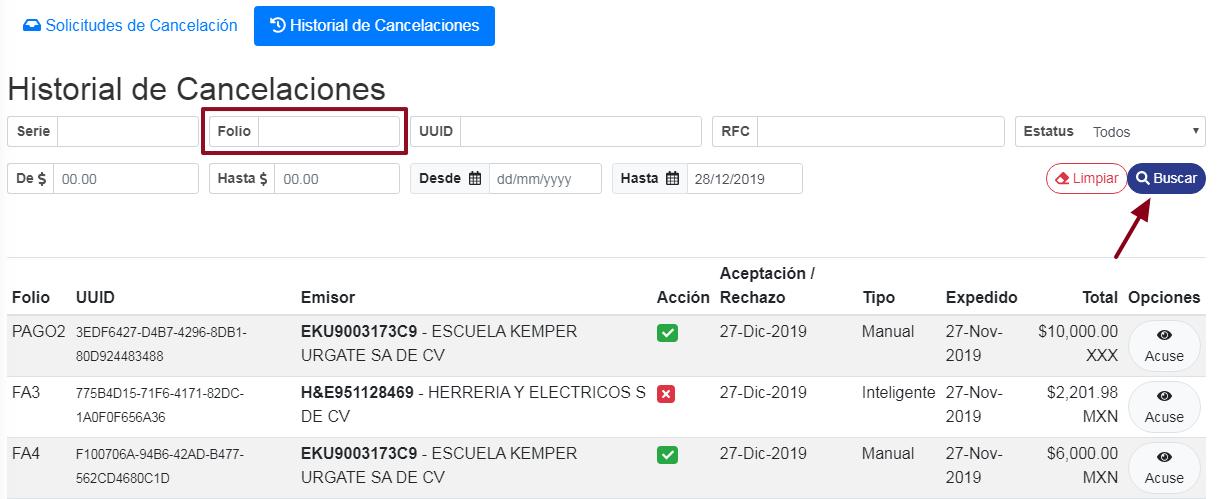 Solicitudes de Cancelación Historial de Cancelaciones
Historial de Cancelaciones
Serie Folio UUID RFC Estatus Todos
De $ 00.00 Hasta $ 00.00 Desde dd/mm/yyyy Hasta 28/12/2019 Limpiar Buscar
Aceptación /
Folio UUID Emisor Acción Rechazo Tipo Expedido Total Opciones
PAGO2 3EDF6427-D4B7-4296-8DB1- EKU9003173C9 - ESCUELA KEMPER 27-Dic-2019 Manual 27-Nov- $10,000.00
80D924483488 URGATE SA DE CV 2019 XXX Acuse
FA3 775B4D15-71F6-4171-82DC- H&E951128469 - HERRERIA Y ELECTRICOS S 27-Dic-2019 Inteligente 27-Nov- $2,201.98
1A0F0F656A36 DE CV 2019 MXN Acuse
FA4 F100706A-94B6-42AD-B477- EKU9003173C9 - ESCUELA KEMPER 27-Dic-2019 Manual 27-Nov- $6,000.00
562CD4680C1D URGATE SA DE CV 2019 MXN Acuse